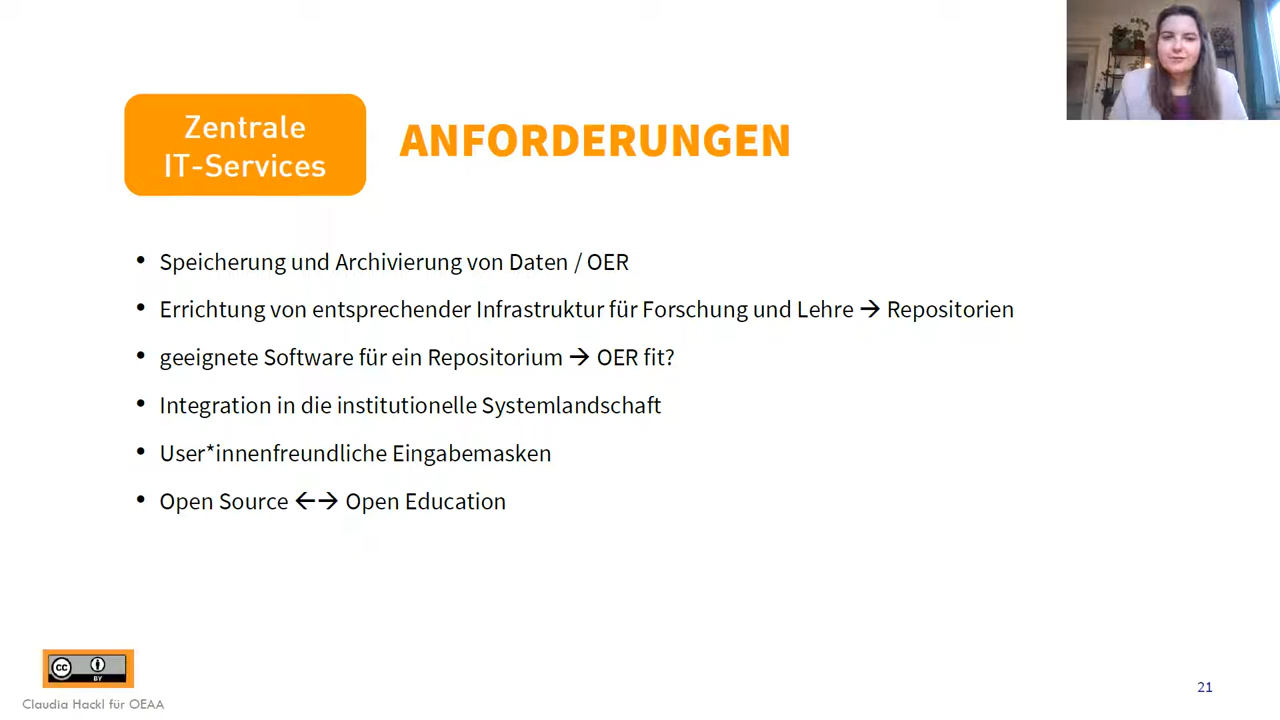 Zentrale
IT-Services
ANFORDERUNGEN
• Speicherung und Archivierung von Daten / OER
• Errichtung von entsprechender Infrastruktur für Forschung und Lehre → Repositorien
• geeignete Software für ein Repositorium → OER fit?
• Integration in die institutionelle Systemlandschaft
• User*innenfreundliche Eingabemasken
• Open Source ←→ Open Education
cc
BY
Claudia Hackl für OEAA
21